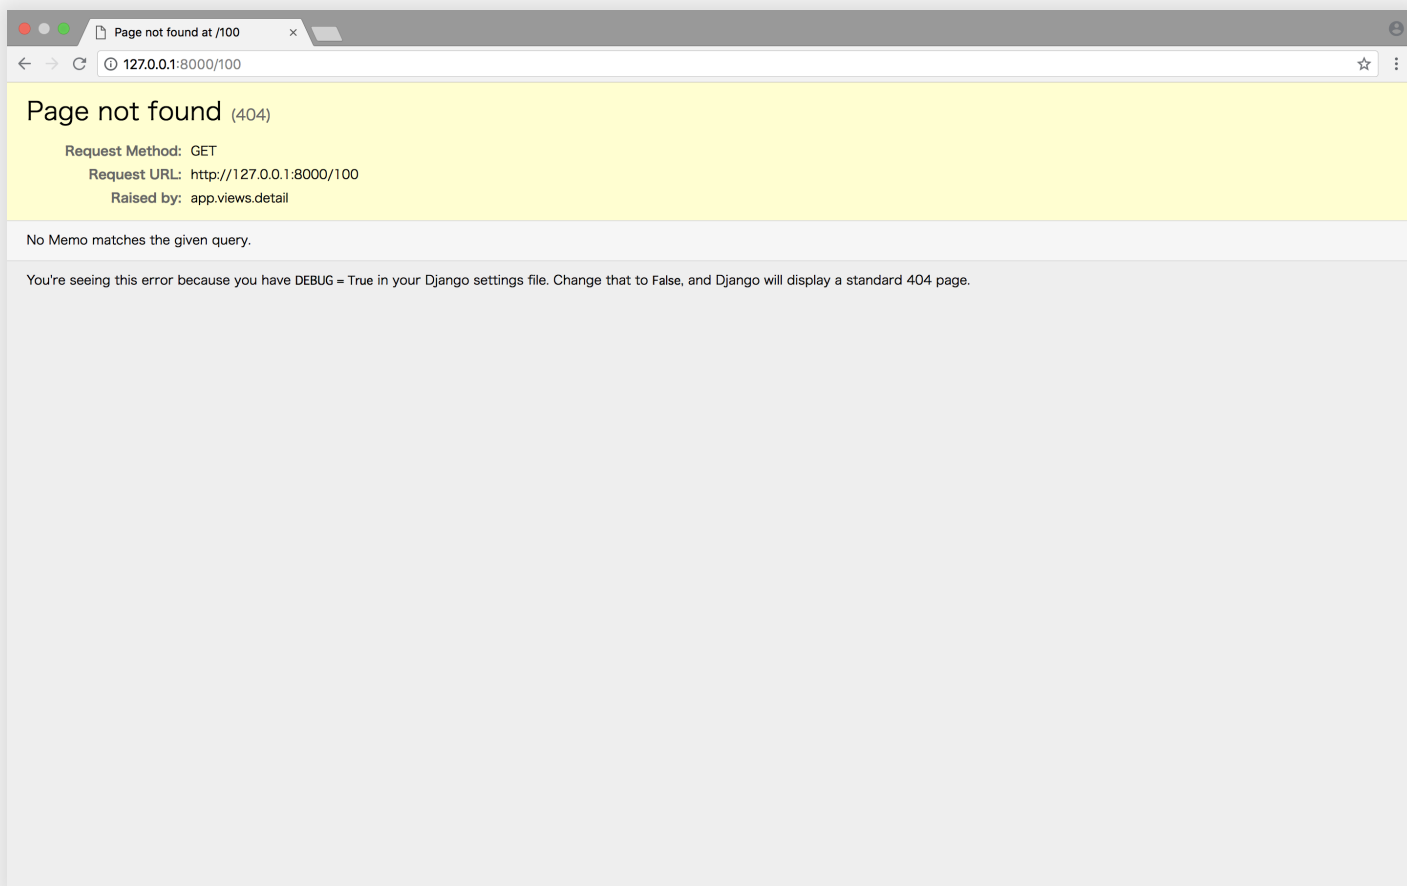 Page not found at /100
127.0.0.1:8000/100
Page not found (404)
Request Method: GET
Request URL: http://127.0.0.1:8000/100
Raised by: app.views.detail
No Memo matches the given query.
You're seeing this error because you have DEBUG = True in your Django settings file. Change that to False, and Django will display a standard 404 page.